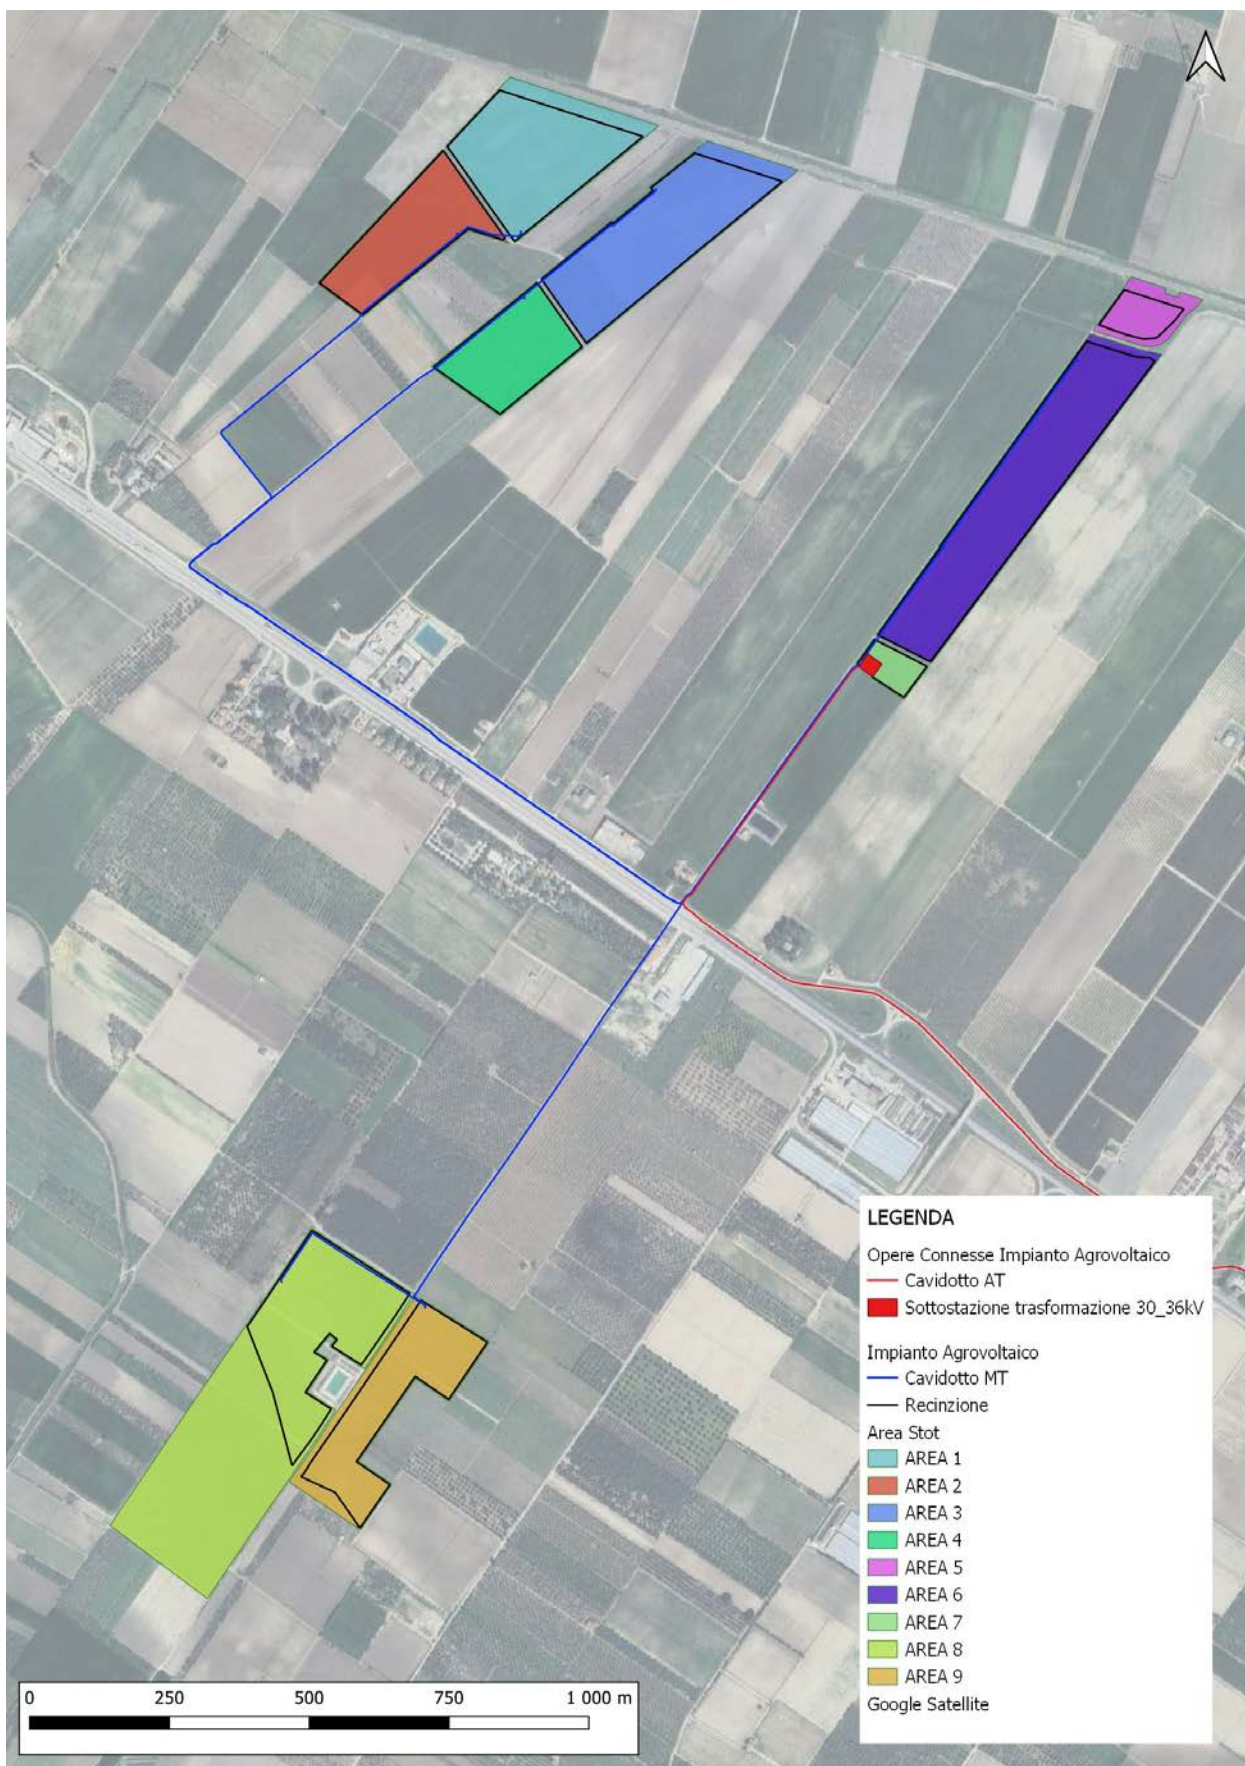 LEGENDA
Opere Connesse Impianto Agrovoltaico
Cavidotto AT
Sottostazione trasformazione 30_36kV
Impianto Agrovoltaico
Cavidotto MT
Recinzione
Area Stot
AREA 1
AREA 2
AREA 3
AREA 4
AREA 5
AREA 6
AREA 7
AREA 8
AREA 9
Google Satellite
0 250 500 750 1 000 m